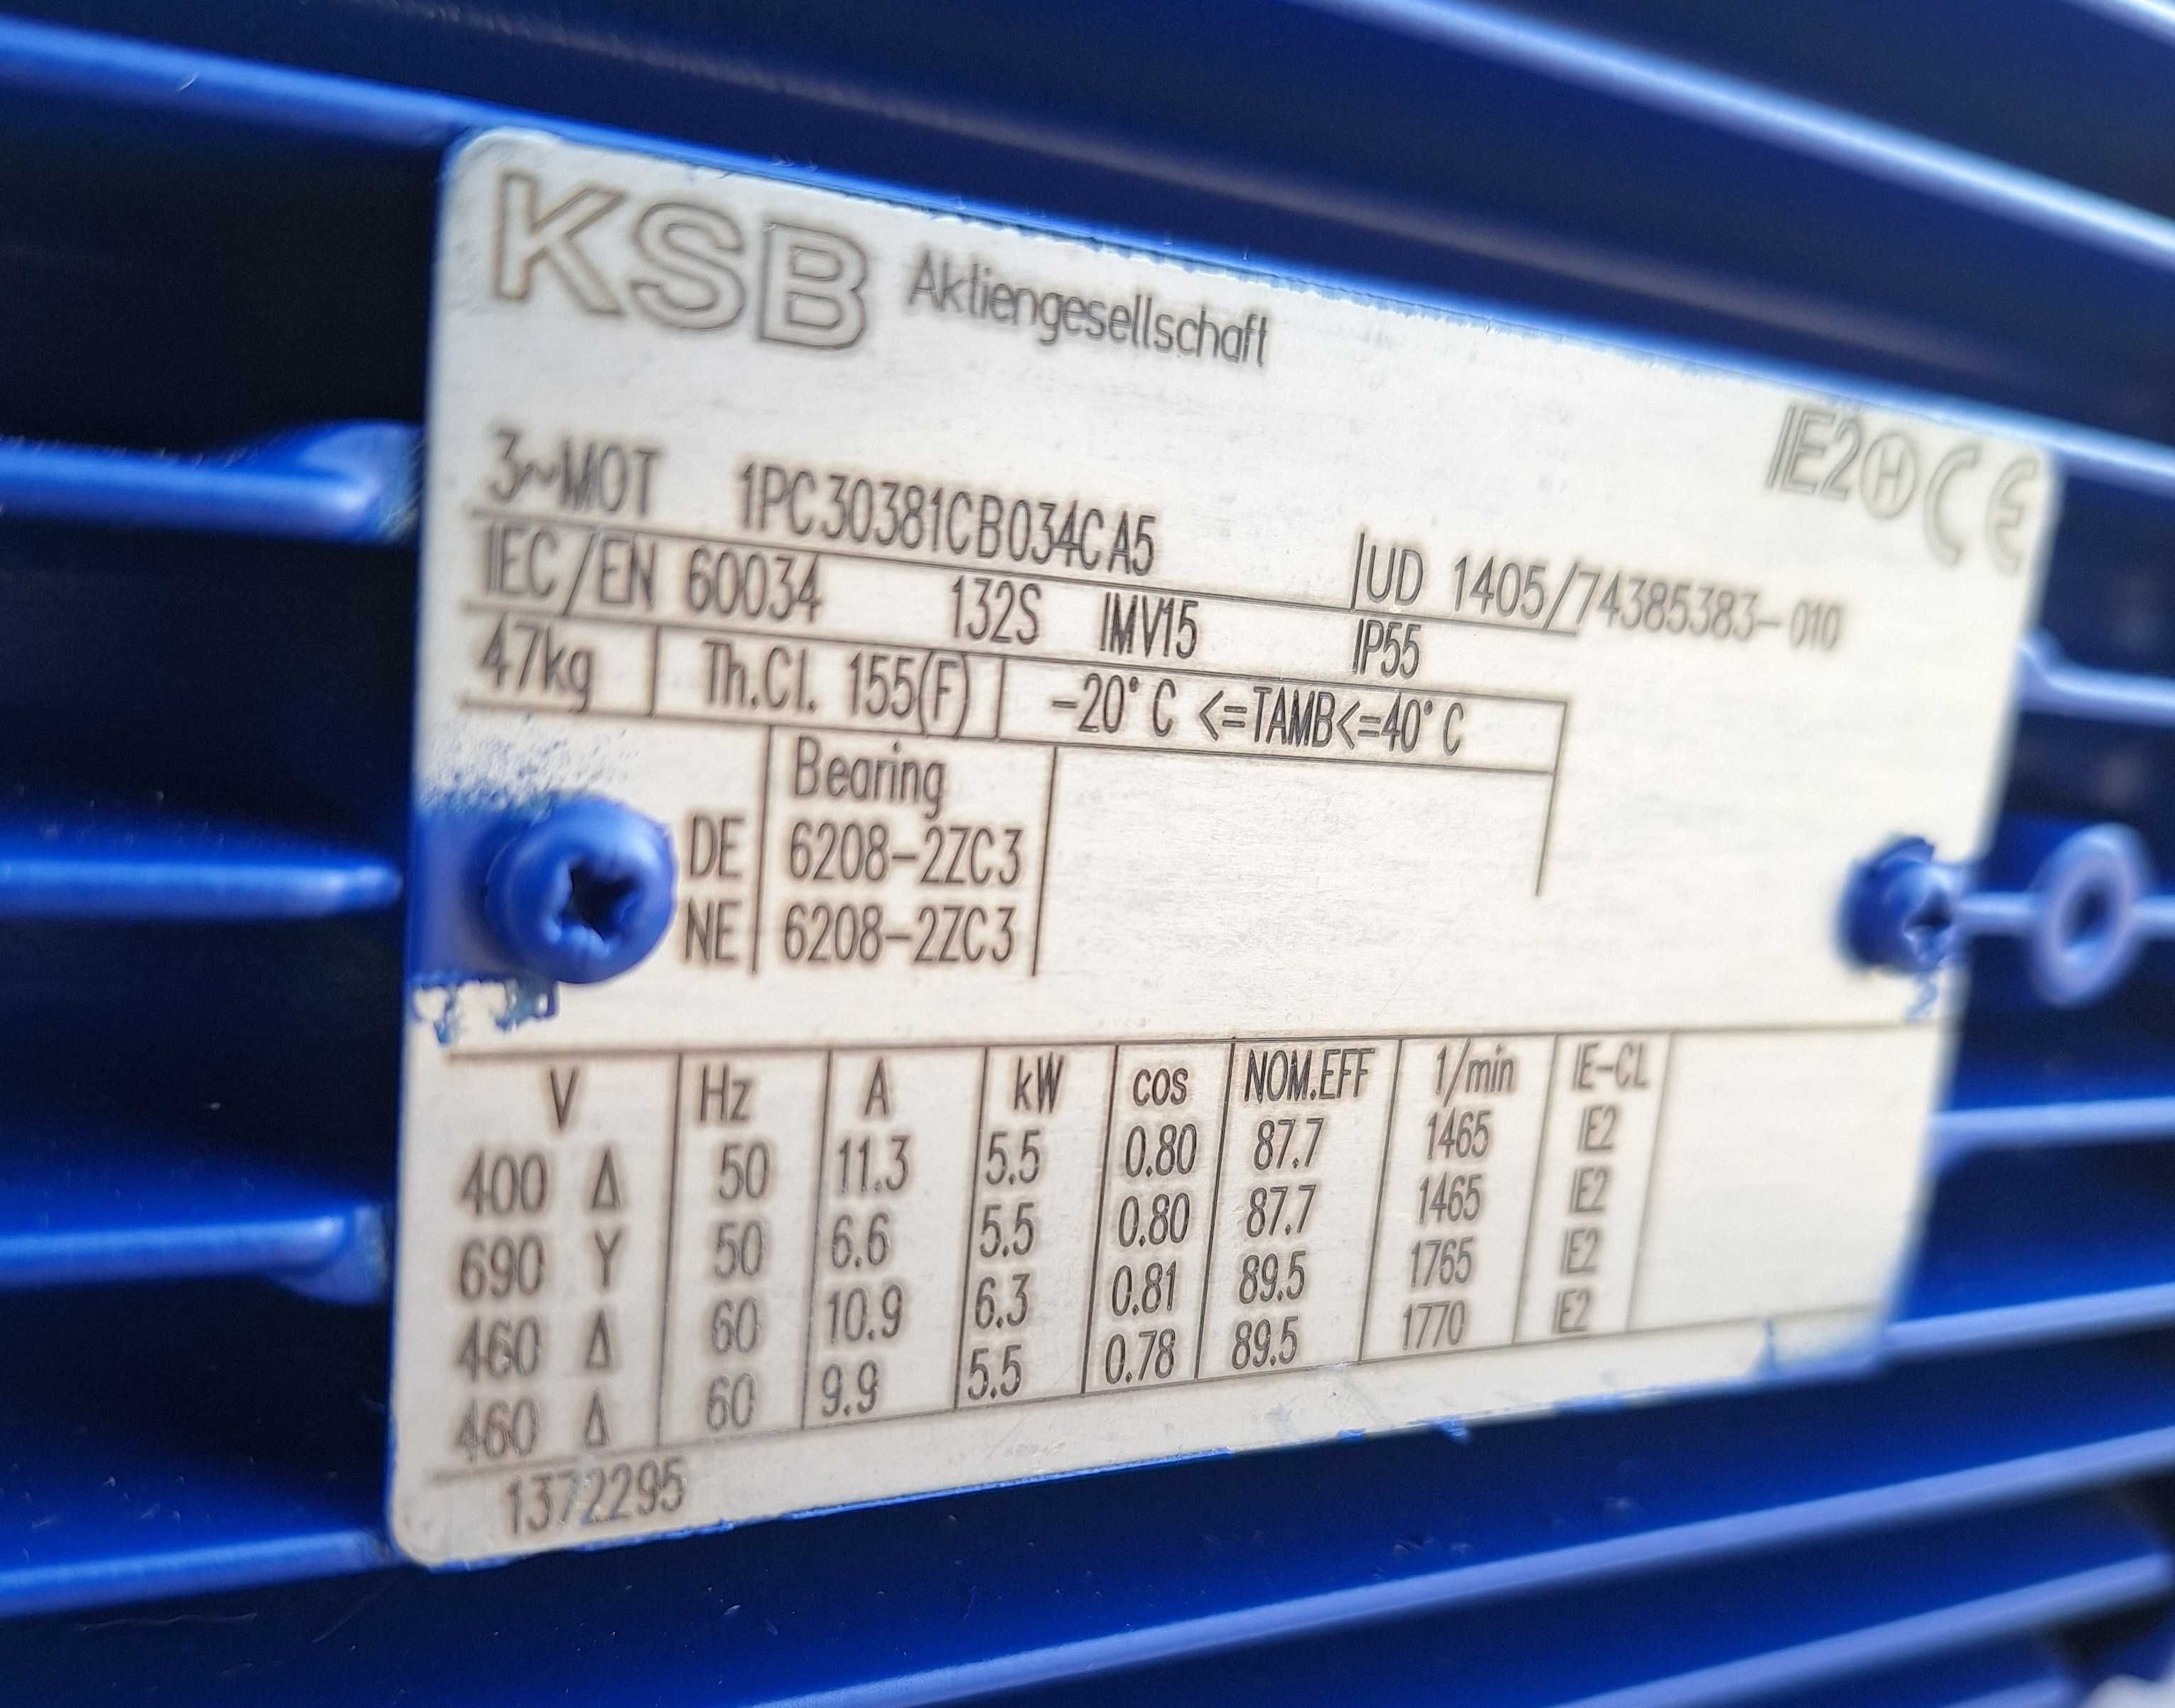 KSB Aktiengesellschaft
IE2 H CE
3~MOT 1PC30381CB034CA5 UD 1405/74385383-010
IEC/EN 60034 132S IMV15 IP55
47kg Th.Cl. 155(F) -20°C <=TAMB<=40°C
Bearing
DE 6208-2ZC3
NE 6208-2ZC3
V Hz A kW cos NOM.EFF 1/min IE-CL
400 Δ 50 11.3 5.5 0.80 87.7 1465 IE2
690 Y 50 6.6 5.5 0.80 87.7 1465 IE2
460 Δ 60 10.9 6.3 0.81 89.5 1765 IE2
460 Δ 60 9.9 5.5 0.78 89.5 1770 IE2
1372295